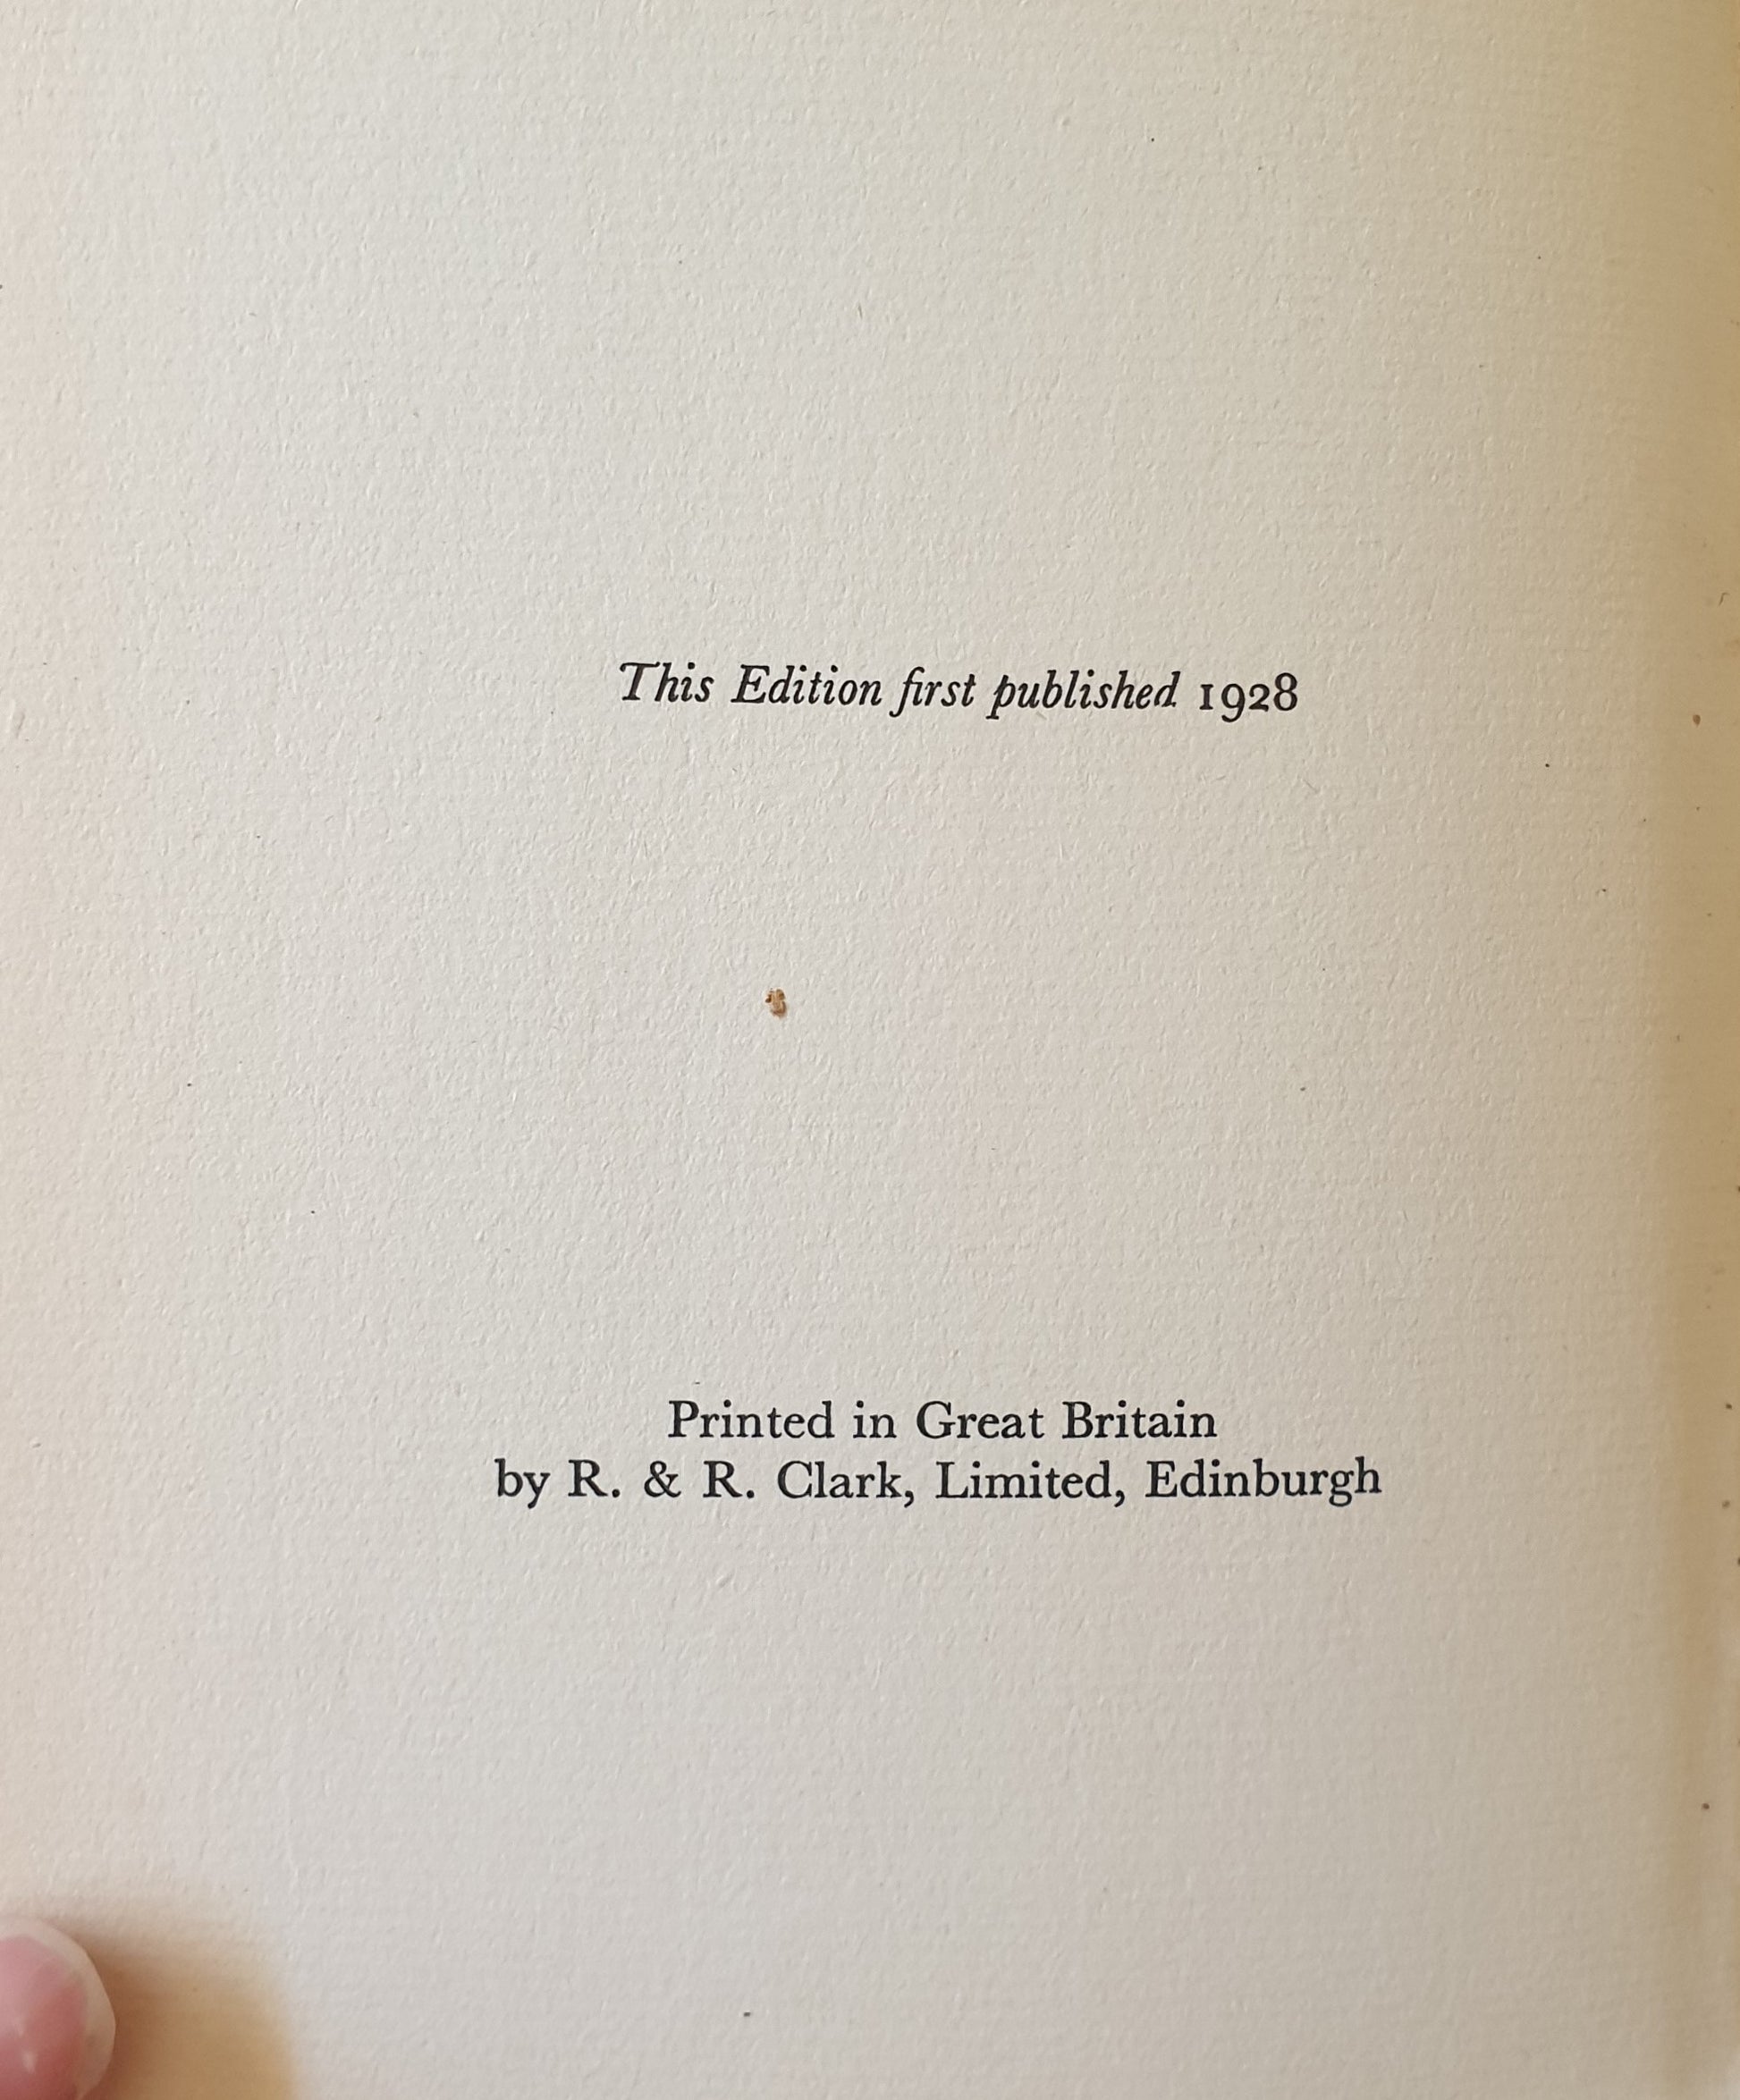 This Edition first published 1928
Printed in Great Britain
by R. & R. Clark, Limited, Edinburgh